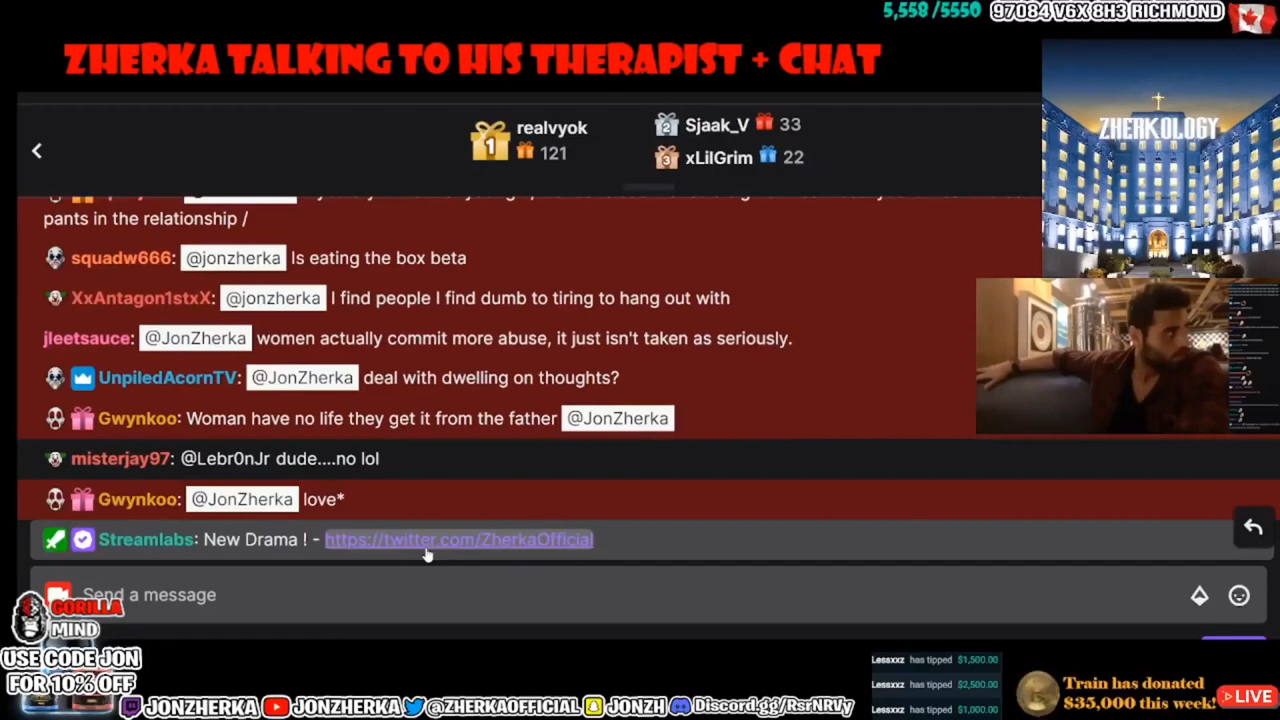 5,558 /5550
97084 V6X 8H3 RICHMOND
ZHERKA TALKING TO HIS THERAPIST + CHAT
1 realvyok
121
2 Sjaak_V 33
3 xLilGrim 22
ZHERKOLOGY
pants in the relationship /
squadw666: @jonzherka Is eating the box beta
XxAntagon1stxX: @jonzherka I find people I find dumb to tiring to hang out with
jleetsauce: @JonZherka women actually commit more abuse, it just isn't taken as seriously.
UnpiledAcornTV: @JonZherka deal with dwelling on thoughts?
Gwynkoo: Woman have no life they get it from the father @JonZherka
misterjay97: @Lebr0nJr dude....no lol
Gwynkoo: @JonZherka love*
Streamlabs: New Drama ! - https://twitter.com/ZherkaOfficial
Send a message
GORILLA
MIND
USE CODE JON
FOR 10% OFF
JONZHERKA JONZHERKA @ZHERKAOFFICIAL JONZH Discord.gg/RsrNRVy
Lessxxz has tipped $1,500.00
Lessxxz has tipped $2,500.00
Lessxxz has tipped $1,000.00
Train has donated
$35,000 this week!
LIVE